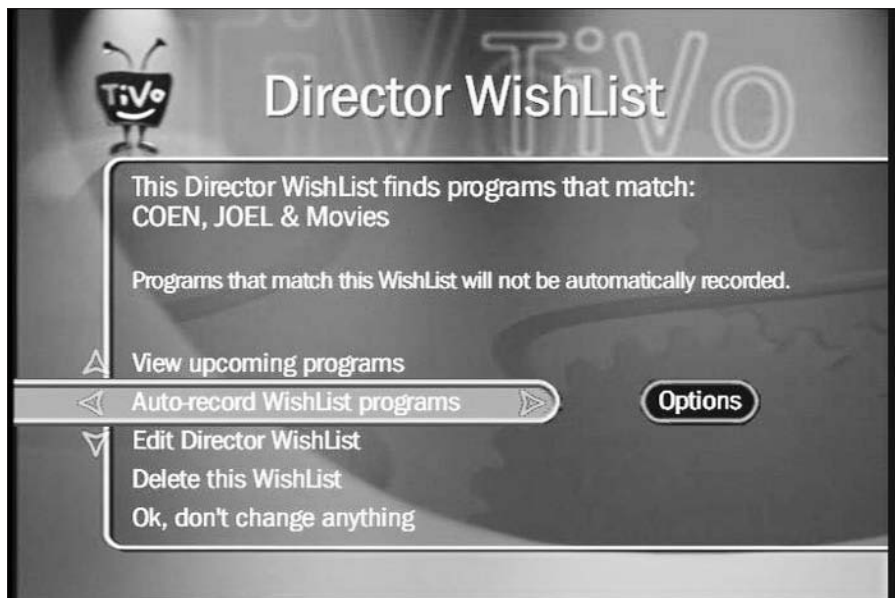 TiVo
TiVo
Director WishList
This Director WishList finds programs that match:
COEN, JOEL & Movies
Programs that match this WishList will not be automatically recorded.
View upcoming programs
Auto-record WishList programs
Options
Edit Director WishList
Delete this WishList
Ok, don't change anything